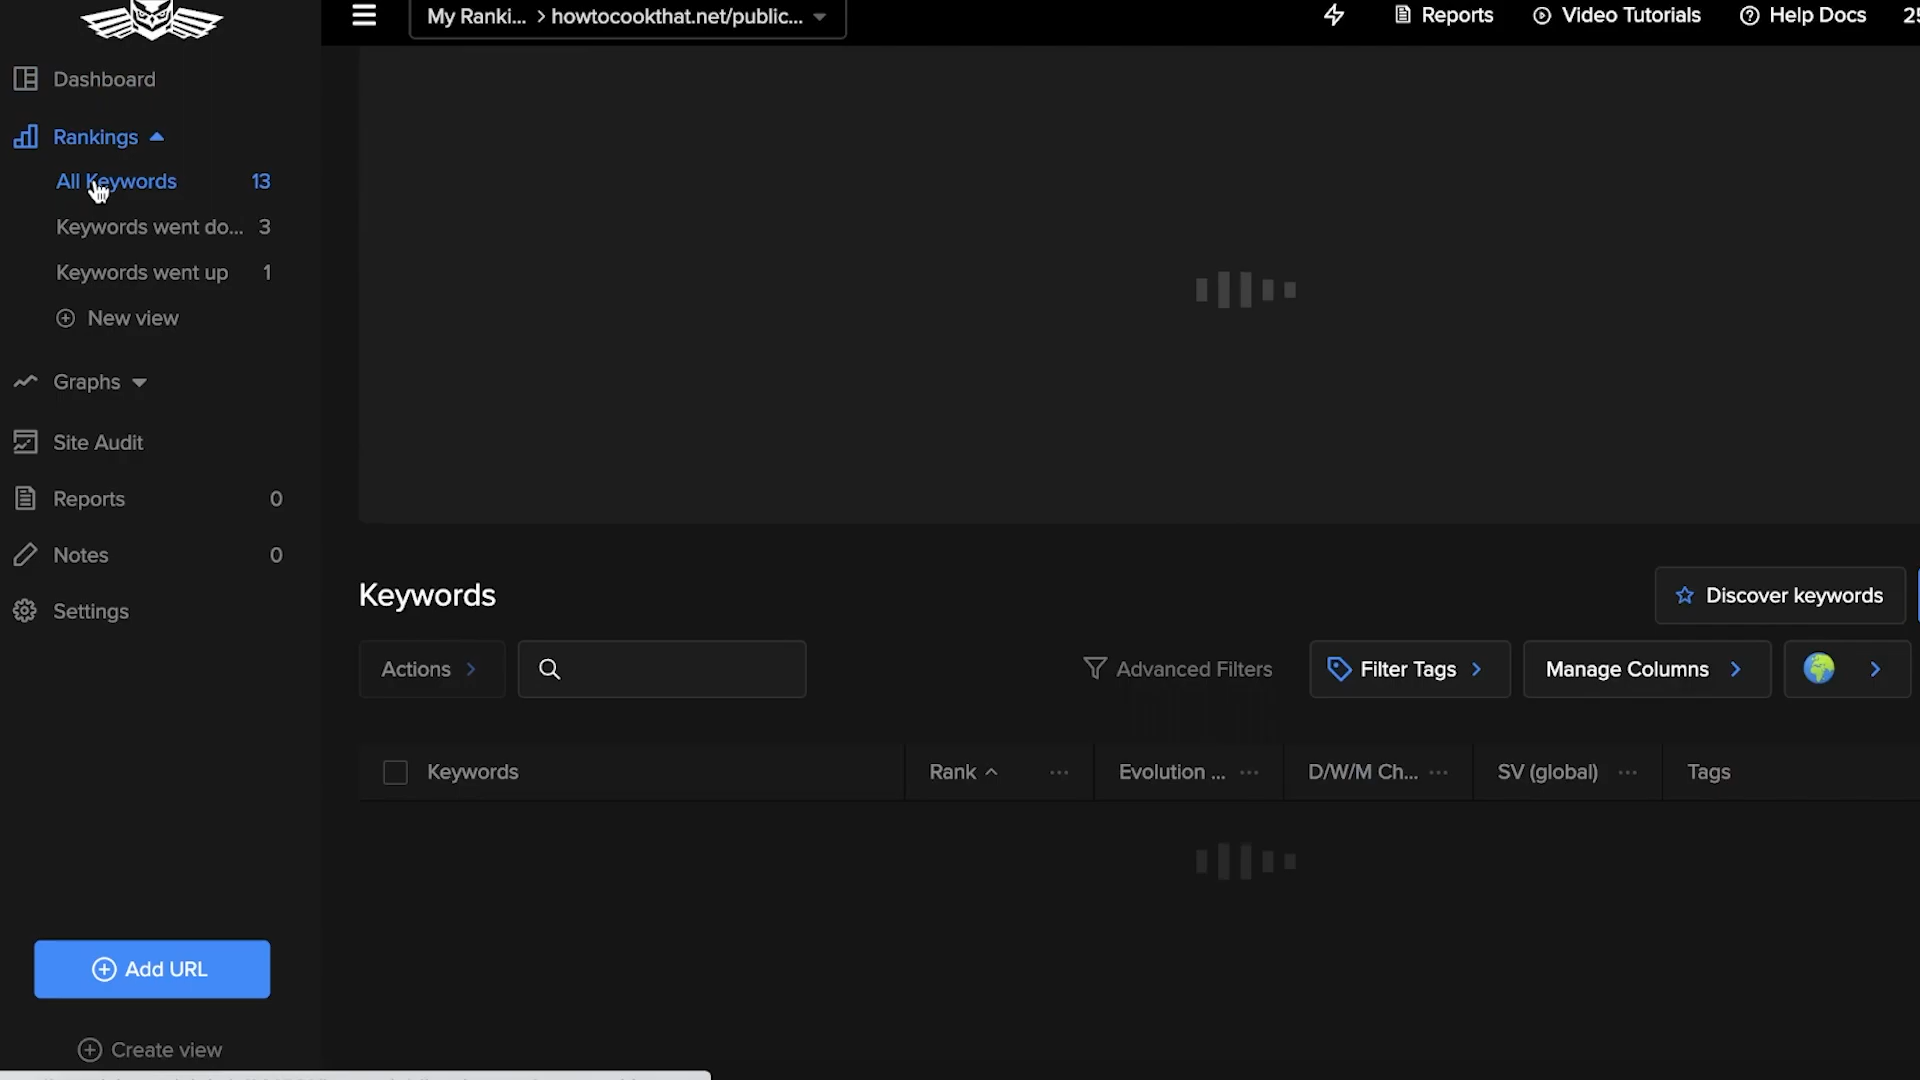 My Ranki... > howtocookthat.net/public...
Reports
Video Tutorials
Help Docs
Dashboard
Rankings
All Keywords 13
Keywords went do... 3
Keywords went up 1
New view
Graphs
Site Audit
Reports 0
Notes 0
Settings
Add URL
Create view
Keywords
Discover keywords
Actions
Advanced Filters
Filter Tags
Manage Columns
Keywords
Rank
Evolution ...
D/W/M Ch...
SV (global)
Tags